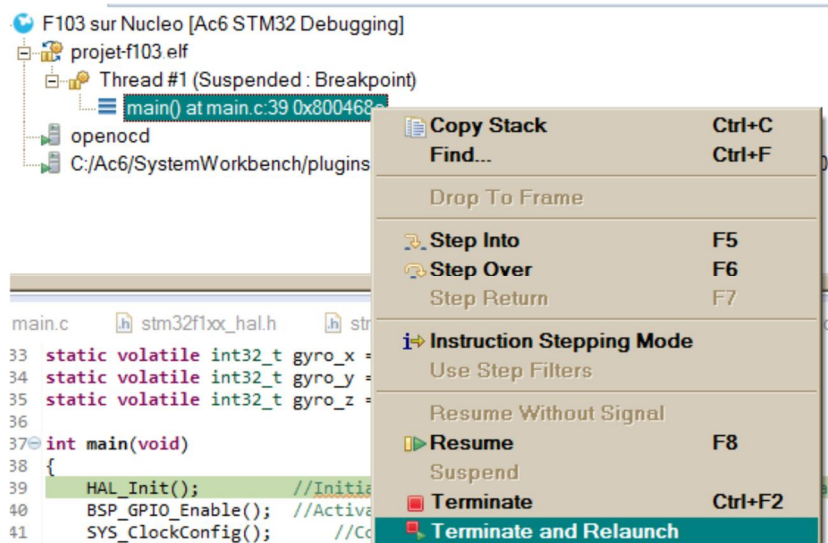 F103 sur Nucleo [Ac6 STM32 Debugging]
projet-f103.elf
Thread #1 (Suspended : Breakpoint)
main() at main.c:39 0x800468
openocd
C:/Ac6/SystemWorkbench/plugins
Copy Stack Ctrl+C
Find... Ctrl+F
Drop To Frame
Step Into F5
Step Over F6
Step Return F7
Instruction Stepping Mode
Use Step Filters
Resume Without Signal
Resume F8
Suspend
Terminate Ctrl+F2
Terminate and Relaunch
main.c stm32f1xx_hal.h
33 static volatile int32_t gyro_x =
34 static volatile int32_t gyro_y =
35 static volatile int32_t gyro_z =
36
37 int main(void)
38 {
39 HAL_Init(); //Initia
40 BSP_GPIO_Enable(); //Activa
41 SYS_ClockConfig(); //Co